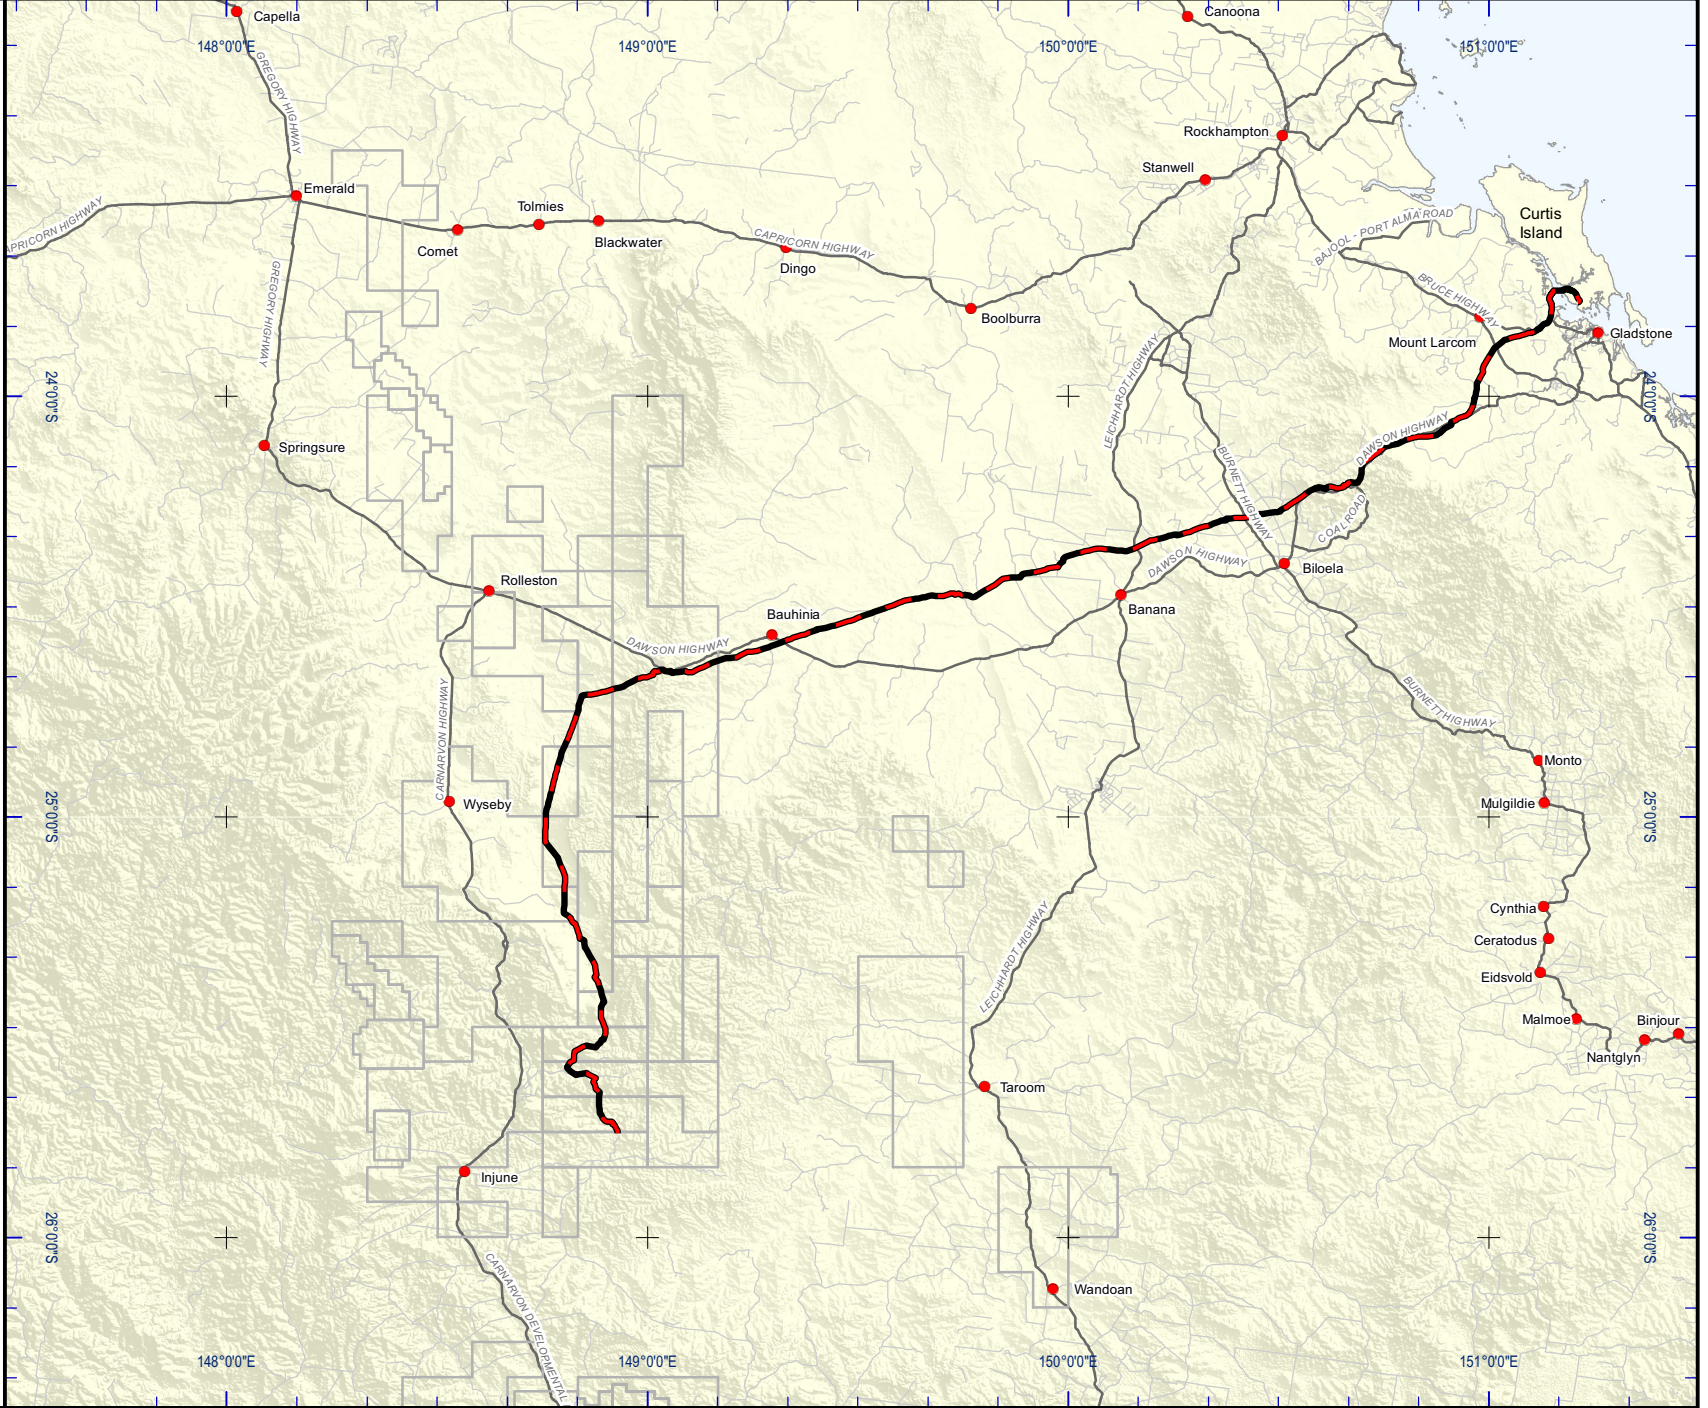 Capella
Canoona
148°0'0"E
149°0'0"E
150°0'0"E
151°0'0"E
GREGORY HIGHWAY
Rockhampton
Stanwell
Emerald
Tolmies
Comet
Blackwater
CAPRICORN HIGHWAY
Dingo
Boolburra
APRICORN HIGHWAY
GREGORY HIGHWAY
Curtis
Island
BAJOOL - PORT ALMA ROAD
BRUCE HIGHWAY
Mount Larcom
Gladstone
24°0'0"S
24°0'0"S
LEICHHARDT HIGHWAY
DAWSON HIGHWAY
Springsure
BURNETT HIGHWAY
COAL ROAD
DAWSON HIGHWAY
Biloela
Rolleston
Banana
Bauhinia
DAWSON HIGHWAY
CARNARVON HIGHWAY
BURNETT HIGHWAY
Monto
Wyseby
Mulgildie
25°0'0"S
25°0'0"S
LEICHHARDT HIGHWAY
Cynthia
Ceratodus
Eidsvold
Malmoe
Binjour
Nantglyn
Taroom
Injune
26°0'0"S
26°0'0"S
Wandoan
CARNARVON DEVELOPMENTAL
148°0'0"E
149°0'0"E
150°0'0"E
151°0'0"E